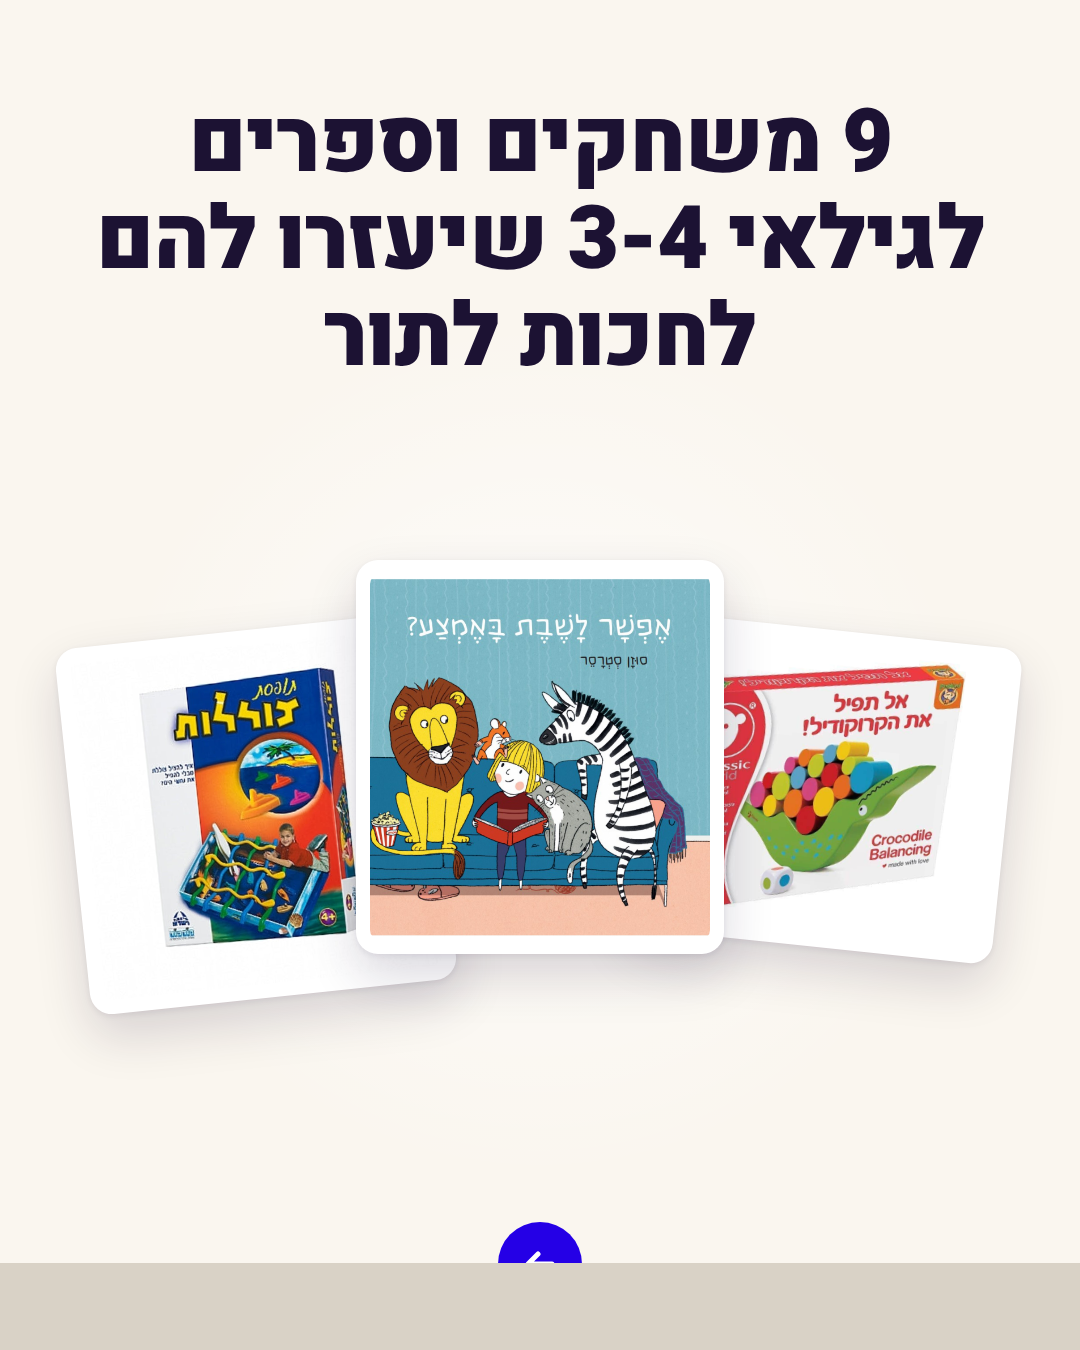 9 משחקים וספרים
לגילאי 3-4 שיעזרו להם
לחכות לתור
אל תפיל
את הקרוקודיל!
Crocodile
Balancing
made with love
אֶפְשָׁר לָשֶׁבֶת בָּאֶמְצַע?
סוּזָן סְטְרָסֵר
תופסת
צוללות
4+